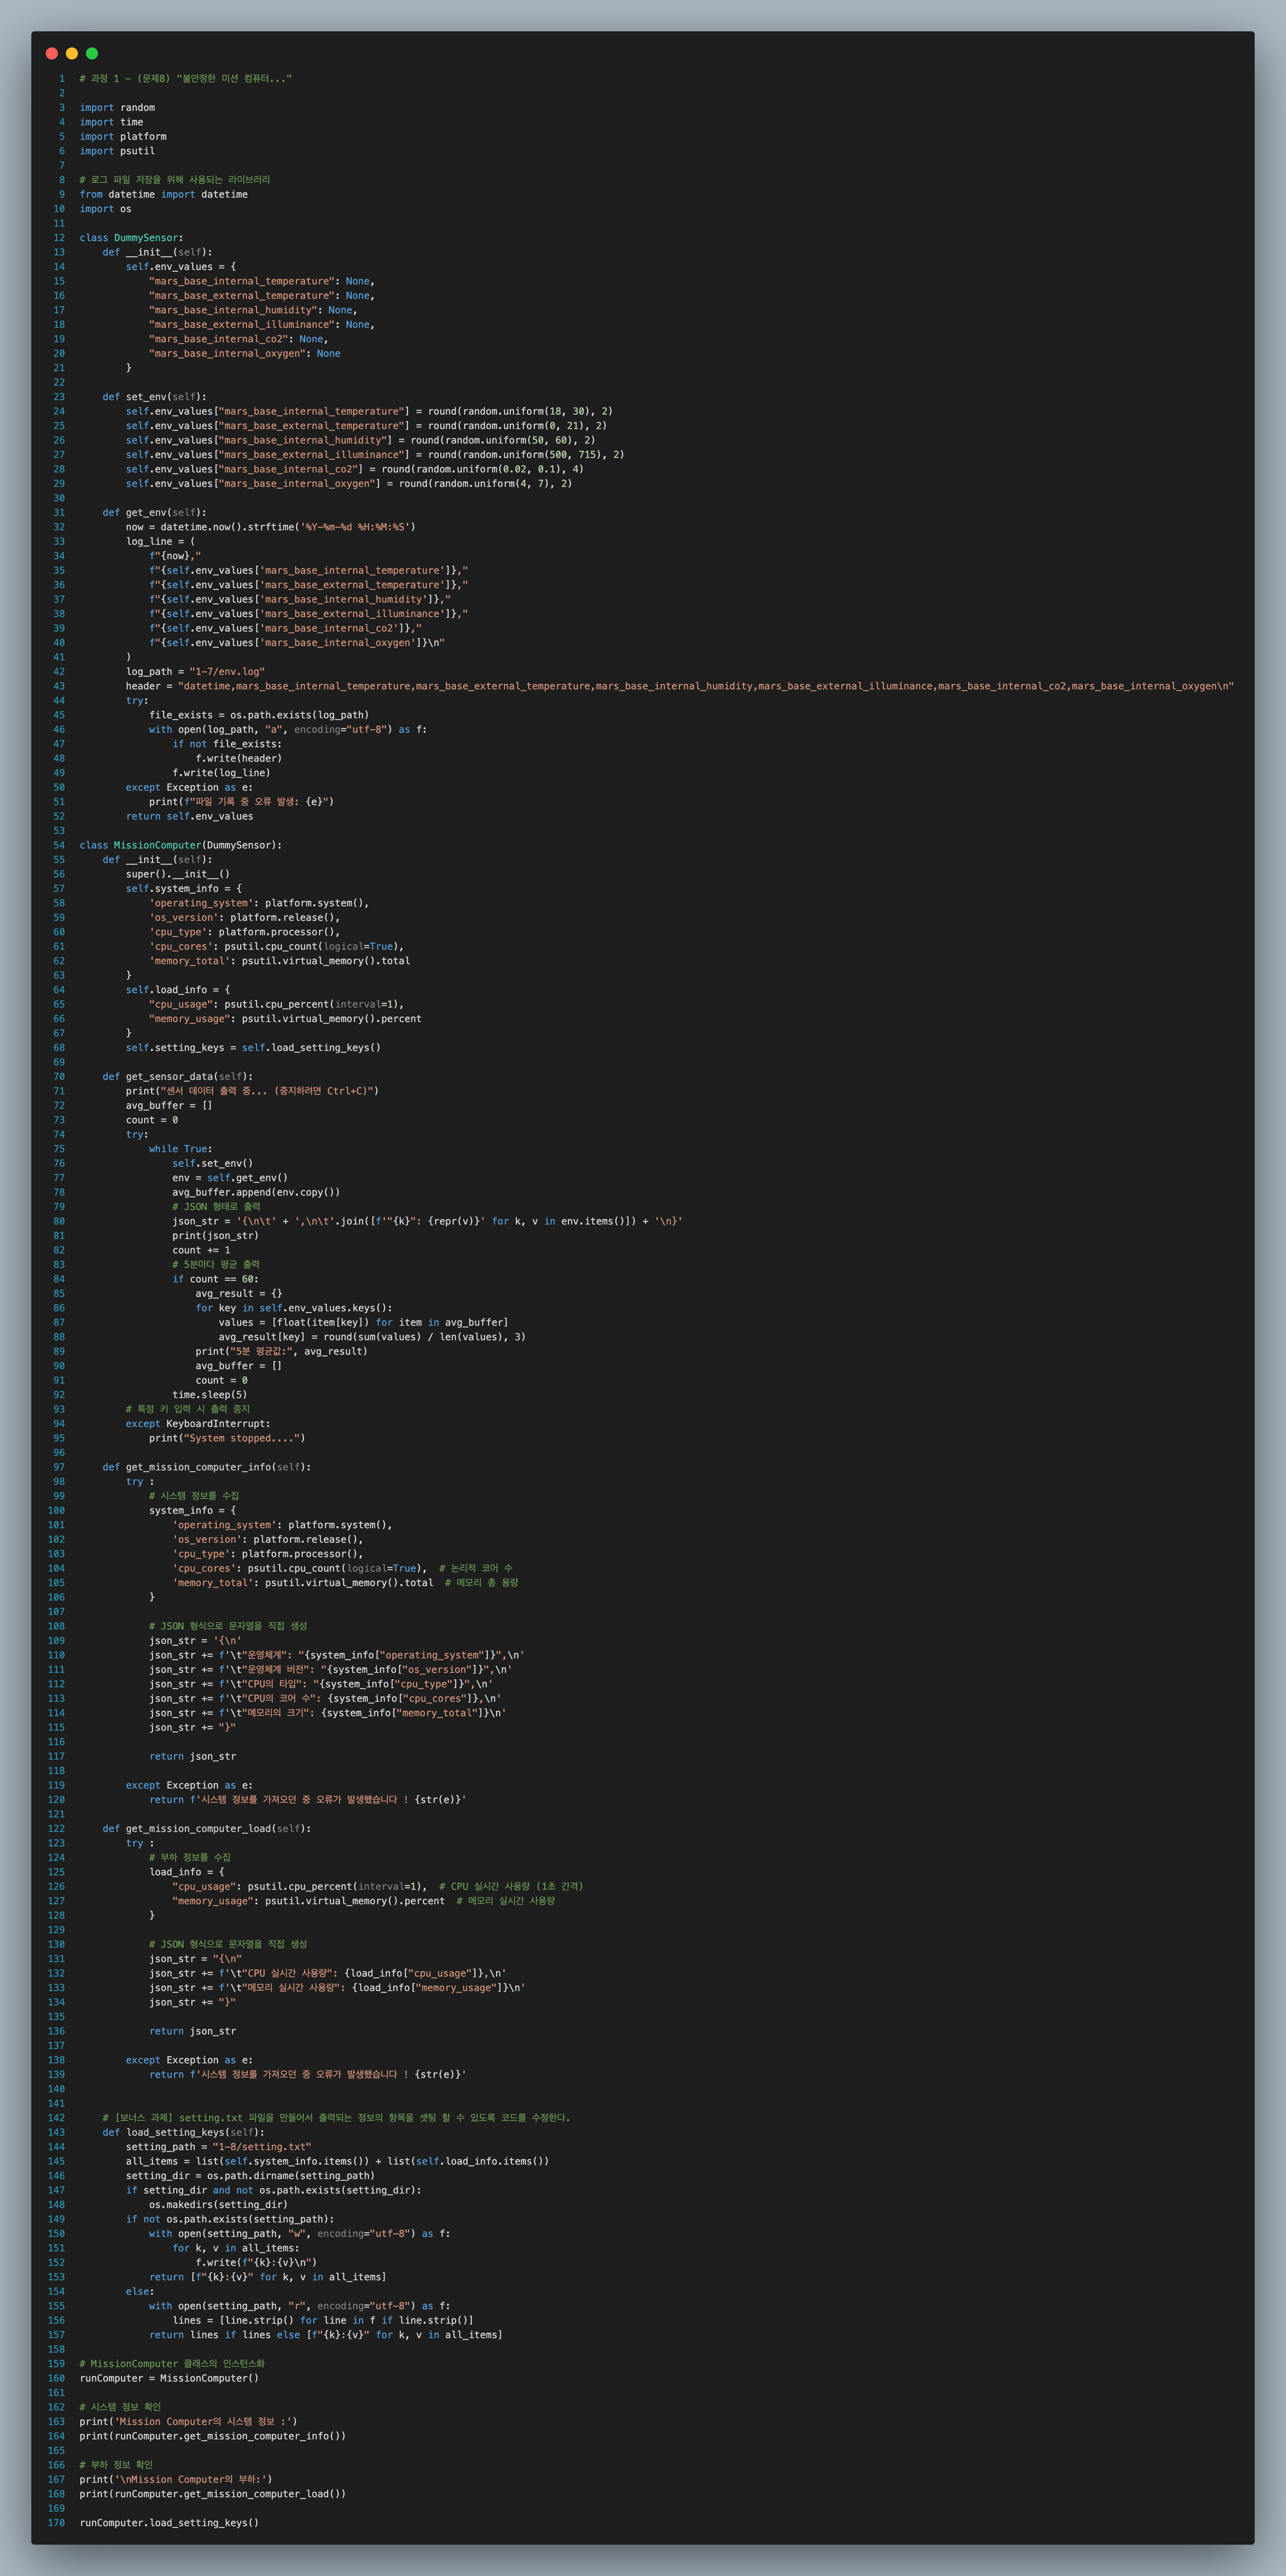 1 # 과정 1 - (문제8) "불안정한 미션 컴퓨터..."
2
3 import random
4 import time
5 import platform
6 import psutil
7
8 # 로그 파일 저장을 위해 사용되는 라이브러리
9 from datetime import datetime
10 import os
11
12 class DummySensor:
13     def __init__(self):
14         self.env_values = {
15             "mars_base_internal_temperature": None,
16             "mars_base_external_temperature": None,
17             "mars_base_internal_humidity": None,
18             "mars_base_external_illuminance": None,
19             "mars_base_internal_co2": None,
20             "mars_base_internal_oxygen": None
21         }
22
23     def set_env(self):
24         self.env_values["mars_base_internal_temperature"] = round(random.uniform(18, 30), 2)
25         self.env_values["mars_base_external_temperature"] = round(random.uniform(0, 21), 2)
26         self.env_values["mars_base_internal_humidity"] = round(random.uniform(50, 60), 2)
27         self.env_values["mars_base_external_illuminance"] = round(random.uniform(500, 715), 2)
28         self.env_values["mars_base_internal_co2"] = round(random.uniform(0.02, 0.1), 4)
29         self.env_values["mars_base_internal_oxygen"] = round(random.uniform(4, 7), 2)
30
31     def get_env(self):
32         now = datetime.now().strftime('%Y-%m-%d %H:%M:%S')
33         log_line = (
34             f"{now},"
35             f"{self.env_values['mars_base_internal_temperature']},"
36             f"{self.env_values['mars_base_external_temperature']},"
37             f"{self.env_values['mars_base_internal_humidity']},"
38             f"{self.env_values['mars_base_external_illuminance']},"
39             f"{self.env_values['mars_base_internal_co2']},"
40             f"{self.env_values['mars_base_internal_oxygen']}\n"
41         )
42         log_path = "1-7/env.log"
43         header = "datetime,mars_base_internal_temperature,mars_base_external_temperature,mars_base_internal_humidity,mars_base_external_illuminance,mars_base_internal_co2,mars_base_internal_oxygen\n"
44         try:
45             file_exists = os.path.exists(log_path)
46             with open(log_path, "a", encoding="utf-8") as f:
47                 if not file_exists:
48                     f.write(header)
49                 f.write(log_line)
50         except Exception as e:
51             print(f"파일 기록 중 오류 발생: {e}")
52         return self.env_values
53
54 class MissionComputer(DummySensor):
55     def __init__(self):
56         super().__init__()
57         self.system_info = {
58             'operating_system': platform.system(),
59             'os_version': platform.release(),
60             'cpu_type': platform.processor(),
61             'cpu_cores': psutil.cpu_count(logical=True),
62             'memory_total': psutil.virtual_memory().total
63         }
64         self.load_info = {
65             "cpu_usage": psutil.cpu_percent(interval=1),
66             "memory_usage": psutil.virtual_memory().percent
67         }
68         self.setting_keys = self.load_setting_keys()
69
70     def get_sensor_data(self):
71         print("센서 데이터 출력 중... (중지하려면 Ctrl+C)")
72         avg_buffer = []
73         count = 0
74         try:
75             while True:
76                 self.set_env()
77                 env = self.get_env()
78                 avg_buffer.append(env.copy())
79                 # JSON 형태로 출력
80                 json_str = '{\n\t' + ',\n\t'.join([f'"{k}": {repr(v)}' for k, v in env.items()]) + '\n}'
81                 print(json_str)
82                 count += 1
83                 # 5분마다 평균 출력
84                 if count == 60:
85                     avg_result = {}
86                     for key in self.env_values.keys():
87                         values = [float(item[key]) for item in avg_buffer]
88                         avg_result[key] = round(sum(values) / len(values), 3)
89                     print("5분 평균값:", avg_result)
90                     avg_buffer = []
91                     count = 0
92                 time.sleep(5)
93         # 특정 키 입력 시 출력 중지
94         except KeyboardInterrupt:
95             print("System stopped....")
96
97     def get_mission_computer_info(self):
98         try :
99             # 시스템 정보를 수집
100             system_info = {
101                 'operating_system': platform.system(),
102                 'os_version': platform.release(),
103                 'cpu_type': platform.processor(),
104                 'cpu_cores': psutil.cpu_count(logical=True),  # 논리적 코어 수
105                 'memory_total': psutil.virtual_memory().total  # 메모리 총 용량
106             }
107
108             # JSON 형식으로 문자열을 직접 생성
109             json_str = '{\n'
110             json_str += f'\t"운영체계": "{system_info["operating_system"]}",\n'
111             json_str += f'\t"운영체계 버전": "{system_info["os_version"]}",\n'
112             json_str += f'\t"CPU의 타입": "{system_info["cpu_type"]}",\n'
113             json_str += f'\t"CPU의 코어 수": {system_info["cpu_cores"]},\n'
114             json_str += f'\t"메모리의 크기": {system_info["memory_total"]}\n'
115             json_str += "}"
116
117             return json_str
118
119         except Exception as e:
120             return f'시스템 정보를 가져오던 중 오류가 발생했습니다 ! {str(e)}'
121
122     def get_mission_computer_load(self):
123         try :
124             # 부하 정보를 수집
125             load_info = {
126                 "cpu_usage": psutil.cpu_percent(interval=1),  # CPU 실시간 사용량 (1초 간격)
127                 "memory_usage": psutil.virtual_memory().percent  # 메모리 실시간 사용량
128             }
129
130             # JSON 형식으로 문자열을 직접 생성
131             json_str = "{\n"
132             json_str += f'\t"CPU 실시간 사용량": {load_info["cpu_usage"]},\n'
133             json_str += f'\t"메모리 실시간 사용량": {load_info["memory_usage"]}\n'
134             json_str += "}"
135
136             return json_str
137
138         except Exception as e:
139             return f'시스템 정보를 가져오던 중 오류가 발생했습니다 ! {str(e)}'
140
141
142     # [보너스 과제] setting.txt 파일을 만들어서 출력되는 정보의 항목을 셋팅 할 수 있도록 코드를 수정한다.
143     def load_setting_keys(self):
144         setting_path = "1-8/setting.txt"
145         all_items = list(self.system_info.items()) + list(self.load_info.items())
146         setting_dir = os.path.dirname(setting_path)
147         if setting_dir and not os.path.exists(setting_dir):
148             os.makedirs(setting_dir)
149         if not os.path.exists(setting_path):
150             with open(setting_path, "w", encoding="utf-8") as f:
151                 for k, v in all_items:
152                     f.write(f"{k}:{v}\n")
153             return [f"{k}:{v}" for k, v in all_items]
154         else:
155             with open(setting_path, "r", encoding="utf-8") as f:
156                 lines = [line.strip() for line in f if line.strip()]
157             return lines if lines else [f"{k}:{v}" for k, v in all_items]
158
159 # MissionComputer 클래스의 인스턴스화
160 runComputer = MissionComputer()
161
162 # 시스템 정보 확인
163 print('Mission Computer의 시스템 정보 :')
164 print(runComputer.get_mission_computer_info())
165
166 # 부하 정보 확인
167 print('\nMission Computer의 부하:')
168 print(runComputer.get_mission_computer_load())
169
170 runComputer.load_setting_keys()